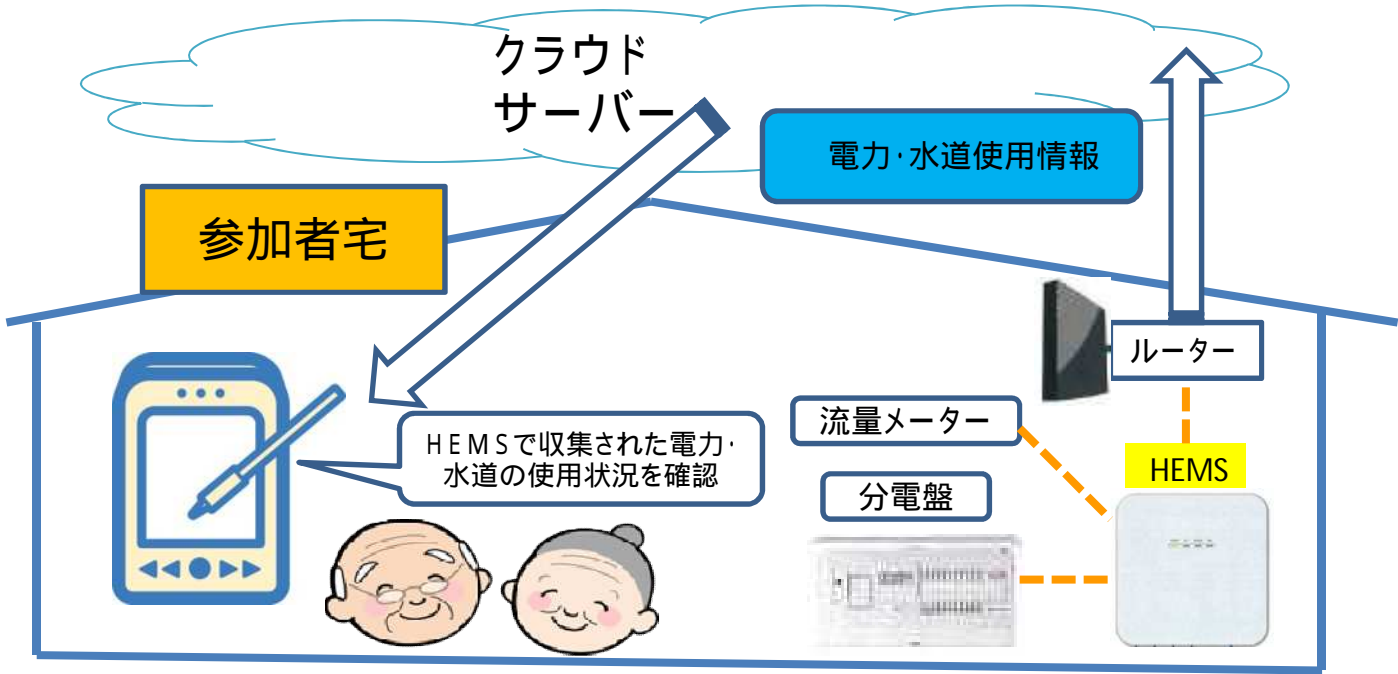 クラウド
サーバー
電力･水道使用情報
参加者宅
ルーター
流量メーター
HEMSで収集された電力･
水道の使用状況を確認
HEMS
分電盤